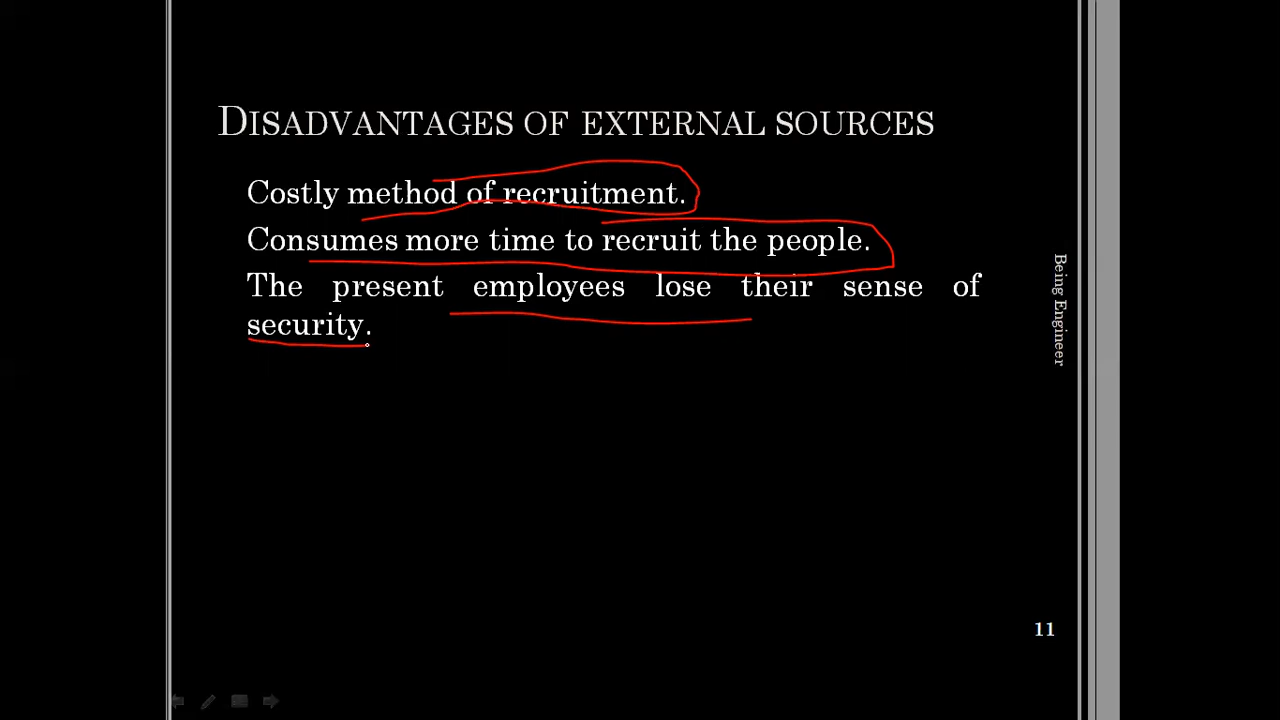 DISADVANTAGES OF EXTERNAL SOURCES
Costly method of recruitment.
Consumes more time to recruit the people.
The present employees lose their sense of
security.
Being Engineer
11